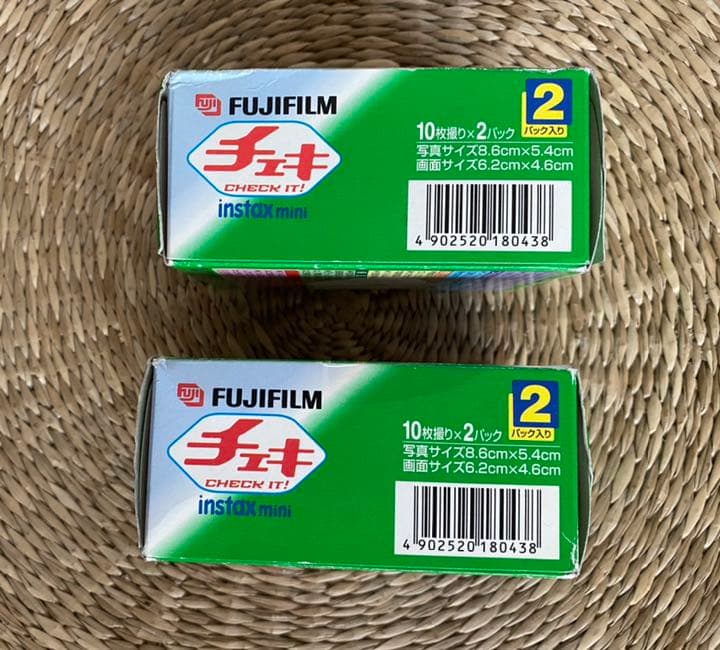 FUJI FUJIFILM
チェキ
CHECK IT!
instax mini
2
パック入り
10枚撮り×2パック
写真サイズ8.6cm×5.4cm
画面サイズ6.2cm×4.6cm
4 902520 180438
FUJI FUJIFILM
チェキ
CHECK IT!
instax mini
2
パック入り
10枚撮り×2パック
写真サイズ8.6cm×5.4cm
画面サイズ6.2cm×4.6cm
4 902520 180438